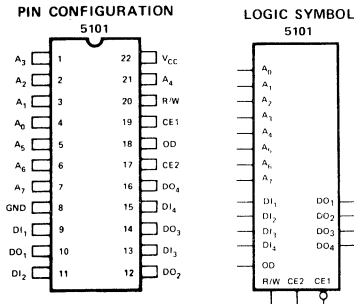 PIN CONFIGURATION
5101
A3 1 22 VCC
A2 2 21 A4
A1 3 20 R/W
A0 4 19 CE1
A5 5 18 OD
A6 6 17 CE2
A7 7 16 DO4
GND 8 15 DI4
DI1 9 14 DO3
DO1 10 13 DI3
DI2 11 12 DO2
LOGIC SYMBOL
5101
A0
A1
A2
A3
A4
A5
A6
A7
DI1 DO1
DI2 DO2
DI1 DO3
DI4 DO4
OD
R/W CE2 CE1